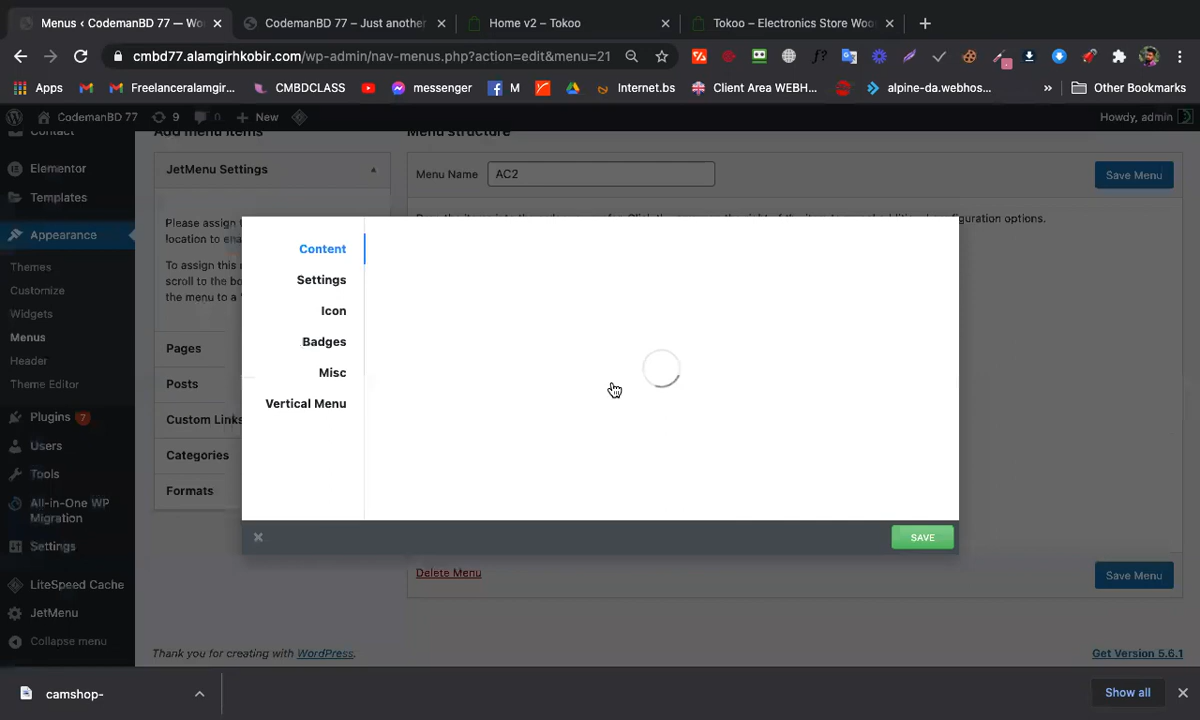 Menus ‹ CodemanBD 77 — Wo
CodemanBD 77 – Just another
Home v2 – Tokoo
Tokoo – Electronics Store Woo
cmbd77.alamgirhkobir.com/wp-admin/nav-menus.php?action=edit&menu=21
Apps
Freelanceralamgir...
CMBDCLASS
messenger
M
Internet.bs
Client Area WEBH...
alpine-da.webhos...
»
Other Bookmarks
CodemanBD 77
9
0
New
Howdy, admin
Contact
Elementor
Templates
Appearance
Themes
Customize
Widgets
Menus
Header
Theme Editor
Plugins 7
Users
Tools
All-in-One WP
Migration
Settings
LiteSpeed Cache
JetMenu
Collapse menu
Add menu items
JetMenu Settings
Please assign
location to ena
To assign this
scroll to the bo
the menu to a
Pages
Posts
Custom Links
Categories
Formats
Menu structure
Menu Name
AC2
Save Menu
figuration options.
Content
Settings
Icon
Badges
Misc
Vertical Menu
SAVE
Delete Menu
Save Menu
Thank you for creating with WordPress.
Get Version 5.6.1
camshop-
Show all